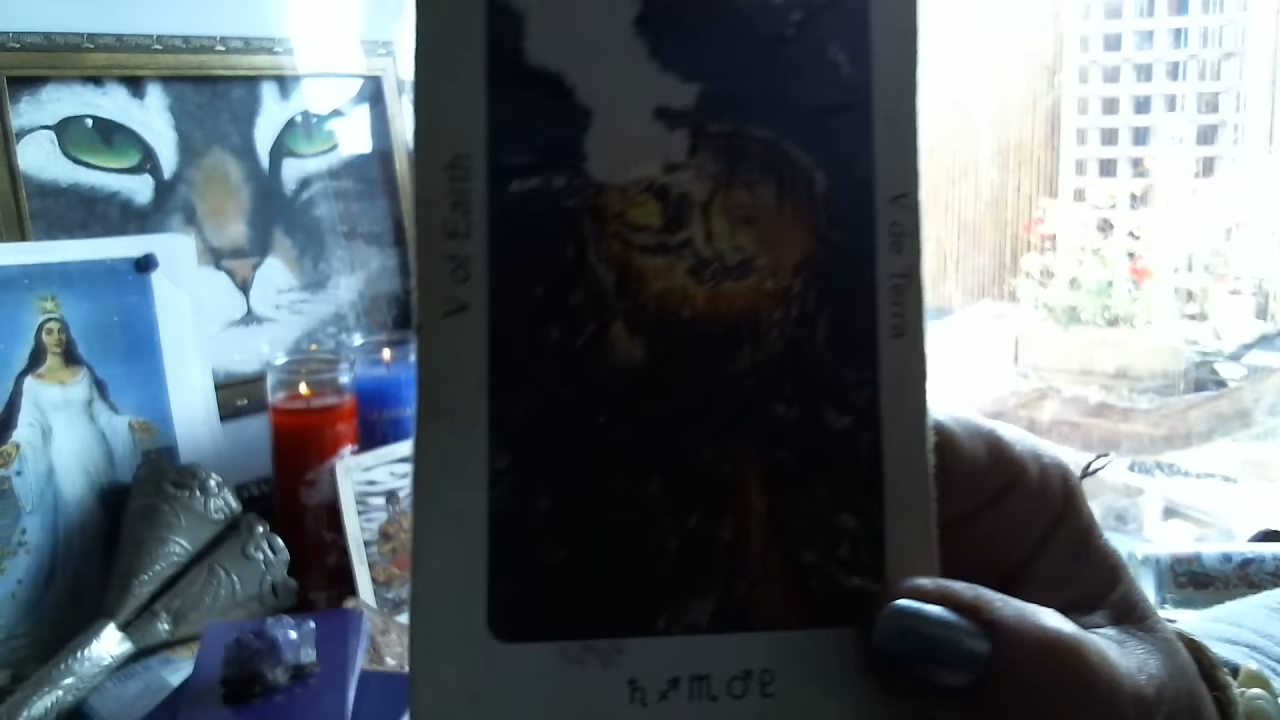 V of Earth
V de Terra
♄♐♏♂♇